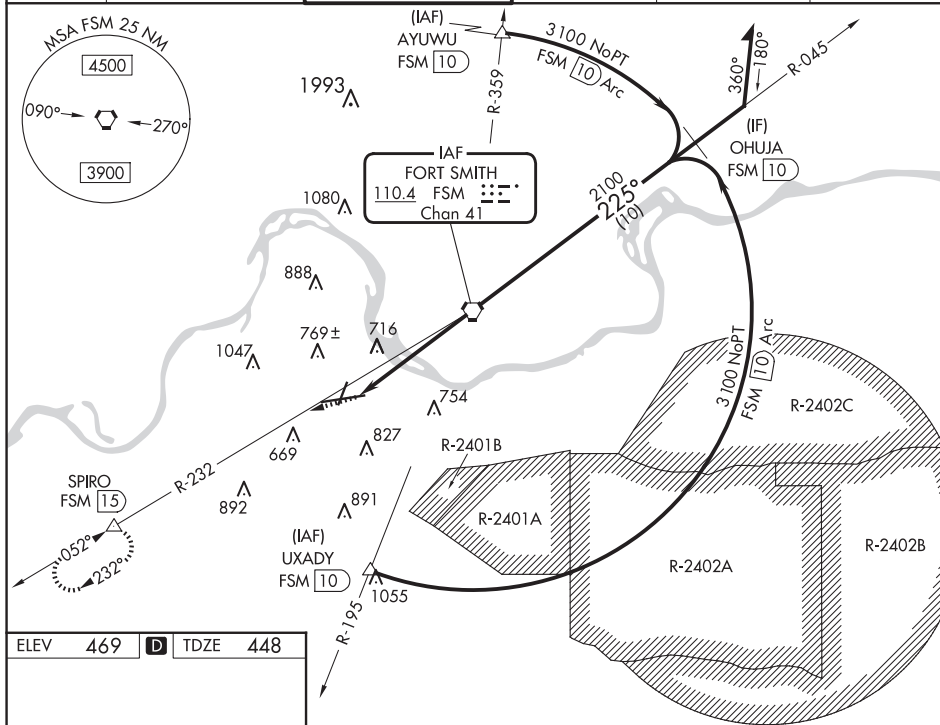 MSA FSM 25 NM
4500
090°
270°
3900
(IAF)
AYUWU
FSM 10
R-359
3100 NoPT
FSM 10 Arc
360°
180°
R-045
(IF)
OHUJA
FSM 10
1993
IAF
FORT SMITH
110.4 FSM
Chan 41
2100
225°
(10)
1080
888
769±
716
1047
754
3100 NoPT
FSM 10 Arc
R-2402C
669
827
R-2401B
R-232
SPIRO
FSM 15
892
891
R-2401A
052°
232°
(IAF)
UXADY
FSM 10
1055
R-195
R-2402A
R-2402B
ELEV 469 D TDZE 448